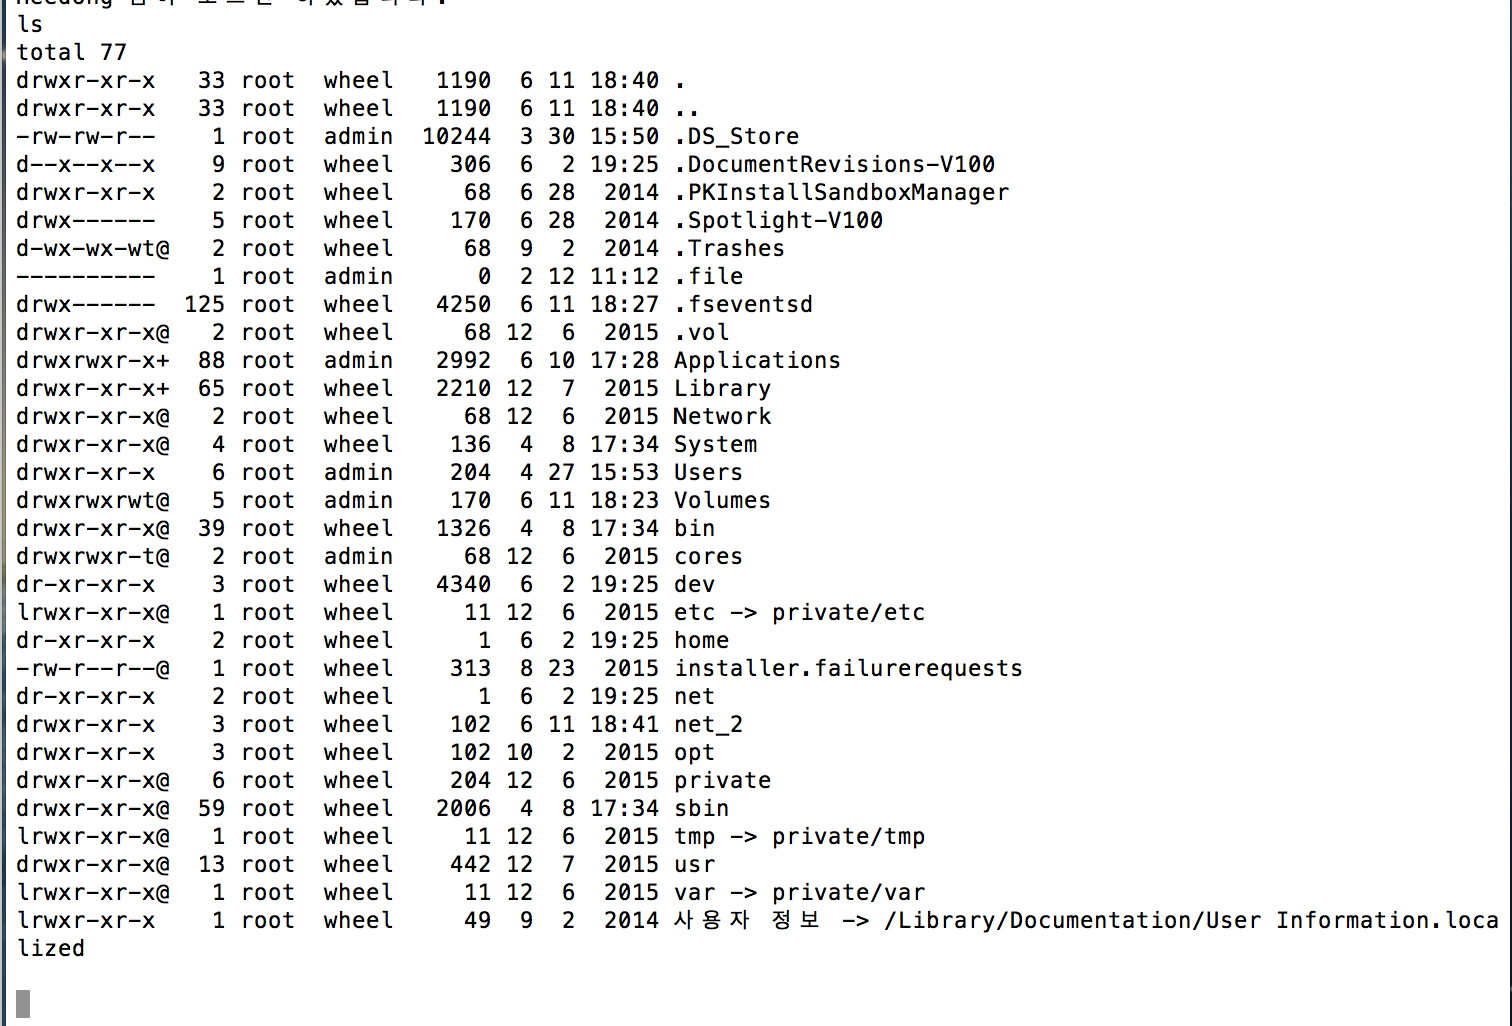 ls
total 77
drwxr-xr-x   33 root  wheel   1190  6 11 18:40 .
drwxr-xr-x   33 root  wheel   1190  6 11 18:40 ..
-rw-rw-r--    1 root  admin  10244  3 30 15:50 .DS_Store
d--x--x--x    9 root  wheel    306  6  2 19:25 .DocumentRevisions-V100
drwxr-xr-x    2 root  wheel     68  6 28  2014 .PKInstallSandboxManager
drwx------    5 root  wheel    170  6 28  2014 .Spotlight-V100
d-wx-wx-wt@   2 root  wheel     68  9  2  2014 .Trashes
----------    1 root  admin      0  2 12 11:12 .file
drwx------  125 root  wheel   4250  6 11 18:27 .fseventsd
drwxr-xr-x@   2 root  wheel     68 12  6  2015 .vol
drwxrwxr-x+  88 root  admin   2992  6 10 17:28 Applications
drwxr-xr-x+  65 root  wheel   2210 12  7  2015 Library
drwxr-xr-x@   2 root  wheel     68 12  6  2015 Network
drwxr-xr-x@   4 root  wheel    136  4  8 17:34 System
drwxr-xr-x    6 root  admin    204  4 27 15:53 Users
drwxrwxrwt@   5 root  admin    170  6 11 18:23 Volumes
drwxr-xr-x@  39 root  wheel   1326  4  8 17:34 bin
drwxrwxr-t@   2 root  admin     68 12  6  2015 cores
dr-xr-xr-x    3 root  wheel   4340  6  2 19:25 dev
lrwxr-xr-x@   1 root  wheel     11 12  6  2015 etc -> private/etc
dr-xr-xr-x    2 root  wheel      1  6  2 19:25 home
-rw-r--r--@   1 root  wheel    313  8 23  2015 installer.failurerequests
dr-xr-xr-x    2 root  wheel      1  6  2 19:25 net
drwxr-xr-x    3 root  wheel    102  6 11 18:41 net_2
drwxr-xr-x    3 root  wheel    102 10  2  2015 opt
drwxr-xr-x@   6 root  wheel    204 12  6  2015 private
drwxr-xr-x@  59 root  wheel   2006  4  8 17:34 sbin
lrwxr-xr-x@   1 root  wheel     11 12  6  2015 tmp -> private/tmp
drwxr-xr-x@  13 root  wheel    442 12  7  2015 usr
lrwxr-xr-x@   1 root  wheel     11 12  6  2015 var -> private/var
lrwxr-xr-x    1 root  wheel     49  9  2  2014 사용자 정보 -> /Library/Documentation/User Information.loca
lized